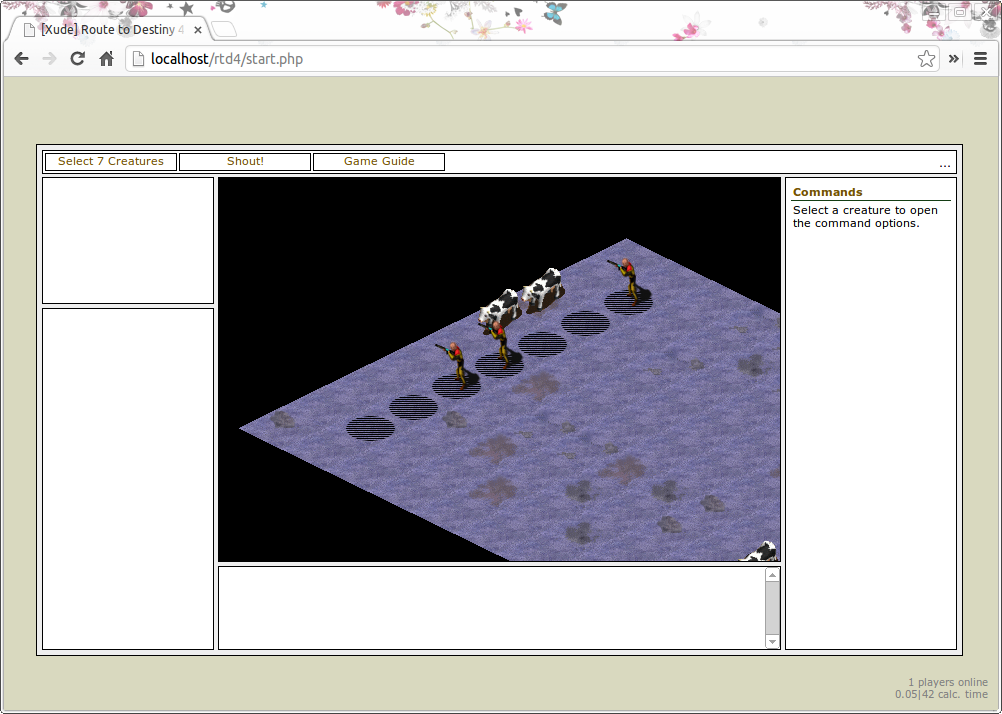 [Xude] Route to Destiny 4
localhost/rtd4/start.php
Select 7 Creatures
Shout!
Game Guide
...
Commands
Select a creature to open
the command options.
1 players online
0.05|42 calc. time